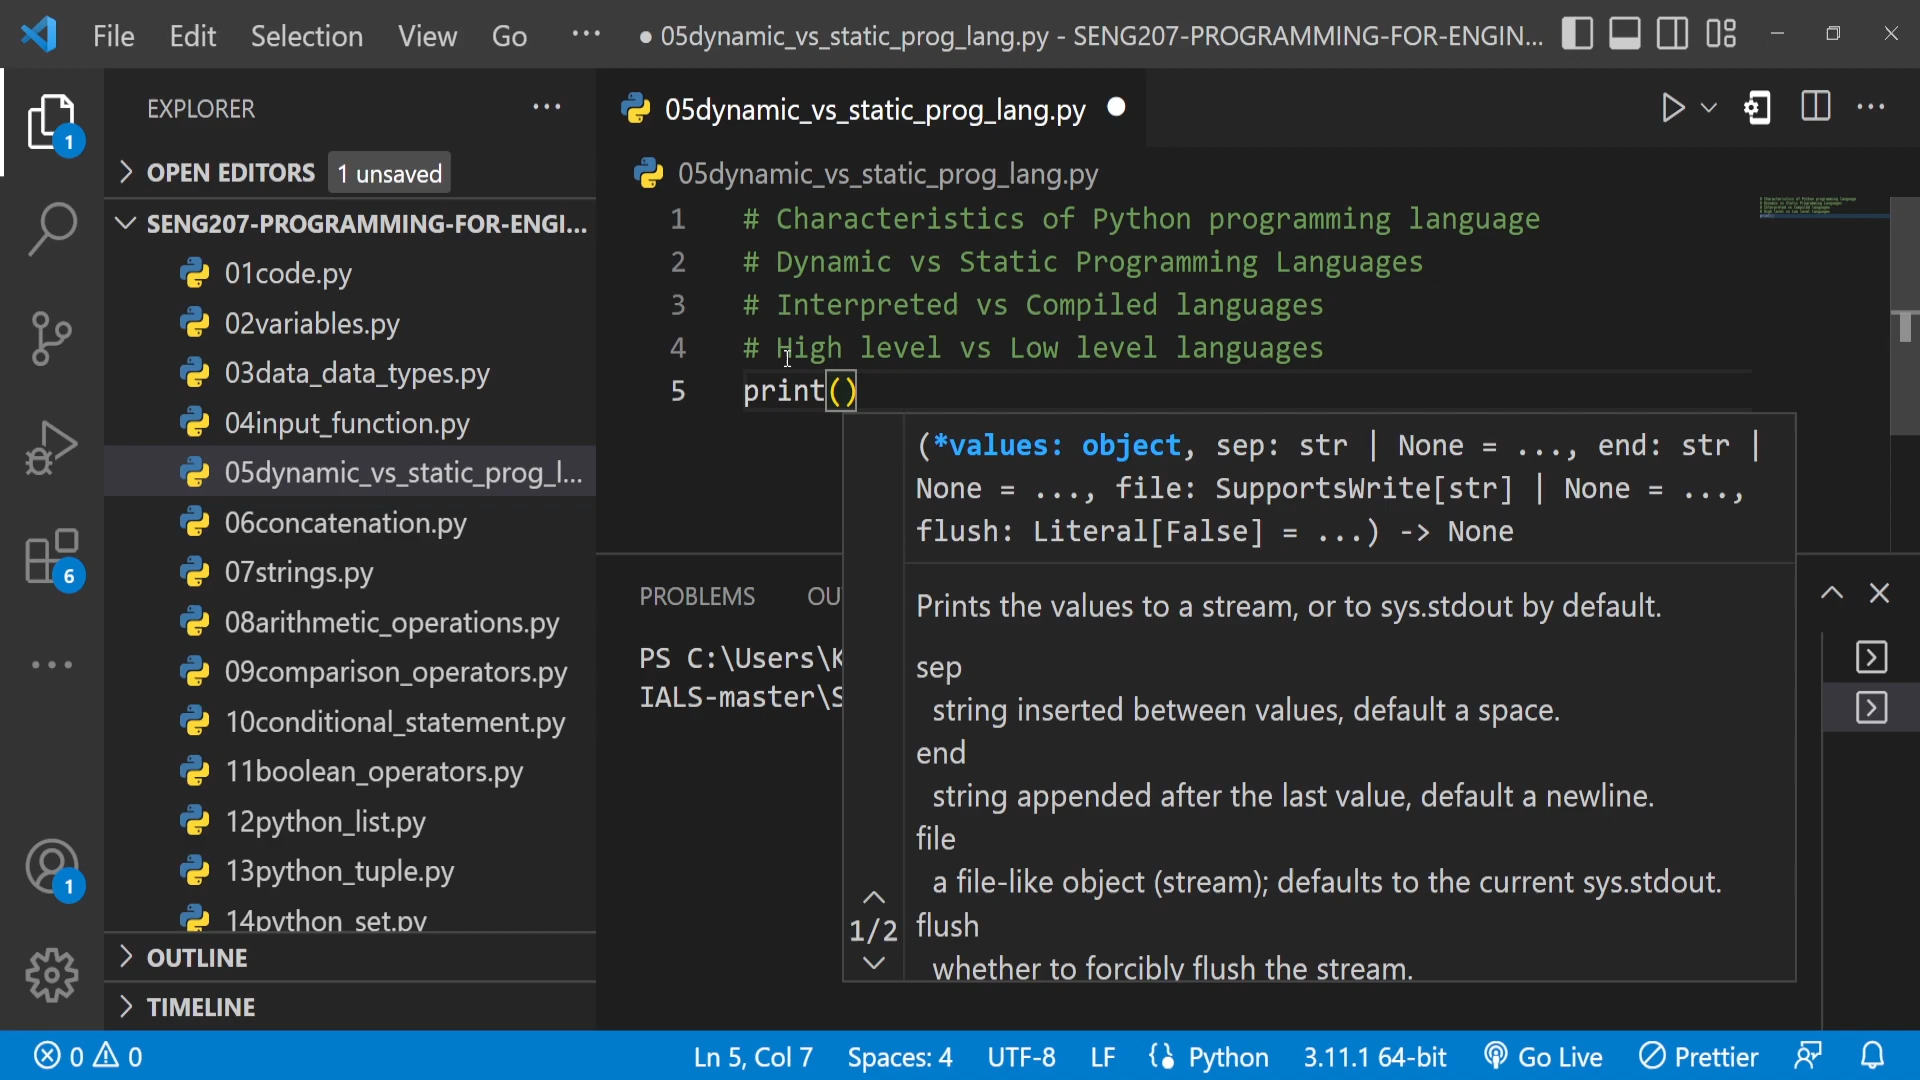 File Edit Selection View Go ··· ● 05dynamic_vs_static_prog_lang.py - SENG207-PROGRAMMING-FOR-ENGIN...
EXPLORER ···
1
OPEN EDITORS 1 unsaved
SENG207-PROGRAMMING-FOR-ENGI...
01code.py
02variables.py
03data_data_types.py
04input_function.py
05dynamic_vs_static_prog_l...
06concatenation.py
6
07strings.py
08arithmetic_operations.py
09comparison_operators.py
10conditional_statement.py
11boolean_operators.py
12python_list.py
13python_tuple.py
1
14python_set.py
OUTLINE
TIMELINE
05dynamic_vs_static_prog_lang.py
05dynamic_vs_static_prog_lang.py
1 # Characteristics of Python programming language
2 # Dynamic vs Static Programming Languages
3 # Interpreted vs Compiled languages
4 # High level vs Low level languages
5 print()
(*values: object, sep: str | None = ..., end: str |
None = ..., file: SupportsWrite[str] | None = ...,
flush: Literal[False] = ...) -> None
Prints the values to a stream, or to sys.stdout by default.
sep
string inserted between values, default a space.
end
string appended after the last value, default a newline.
file
a file-like object (stream); defaults to the current sys.stdout.
1/2
flush
whether to forcibly flush the stream.
PROBLEMS OU
PS C:\Users\K
IALS-master\S
0 0 Ln 5, Col 7 Spaces: 4 UTF-8 LF Python 3.11.1 64-bit Go Live Prettier